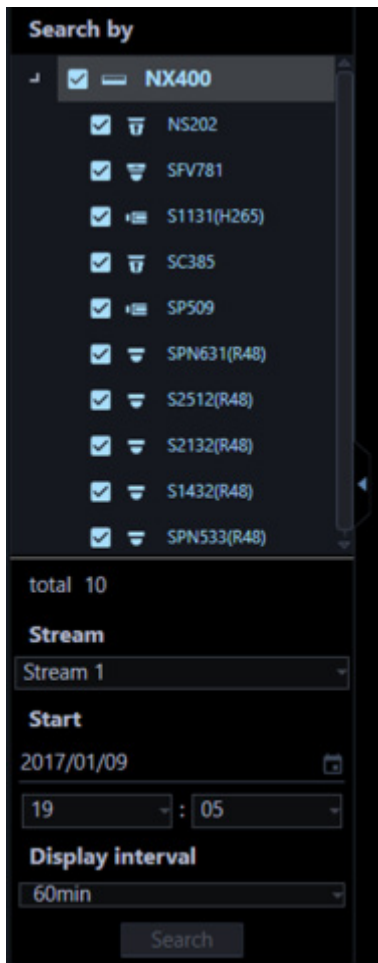 Search by
NX400
NS202
SFV781
S1131(H265)
SC385
SP509
SPN631(R48)
S2512(R48)
S2132(R48)
S1432(R48)
SPN533(R48)
total 10
Stream
Stream 1
Start
2017/01/09
19 : 05
Display interval
60min
Search